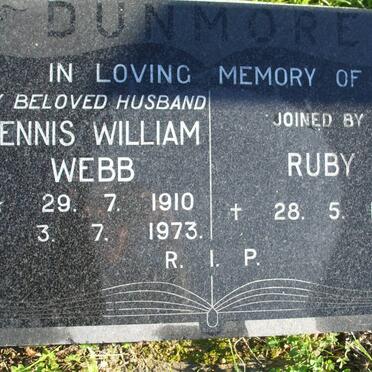 DUNMORE
IN LOVING MEMORY OF
BELOVED HUSBAND
ENNIS WILLIAM
WEBB
29. 7. 1910
3. 7. 1973.
JOINED BY
RUBY
✝ 28. 5.
R. I. P.